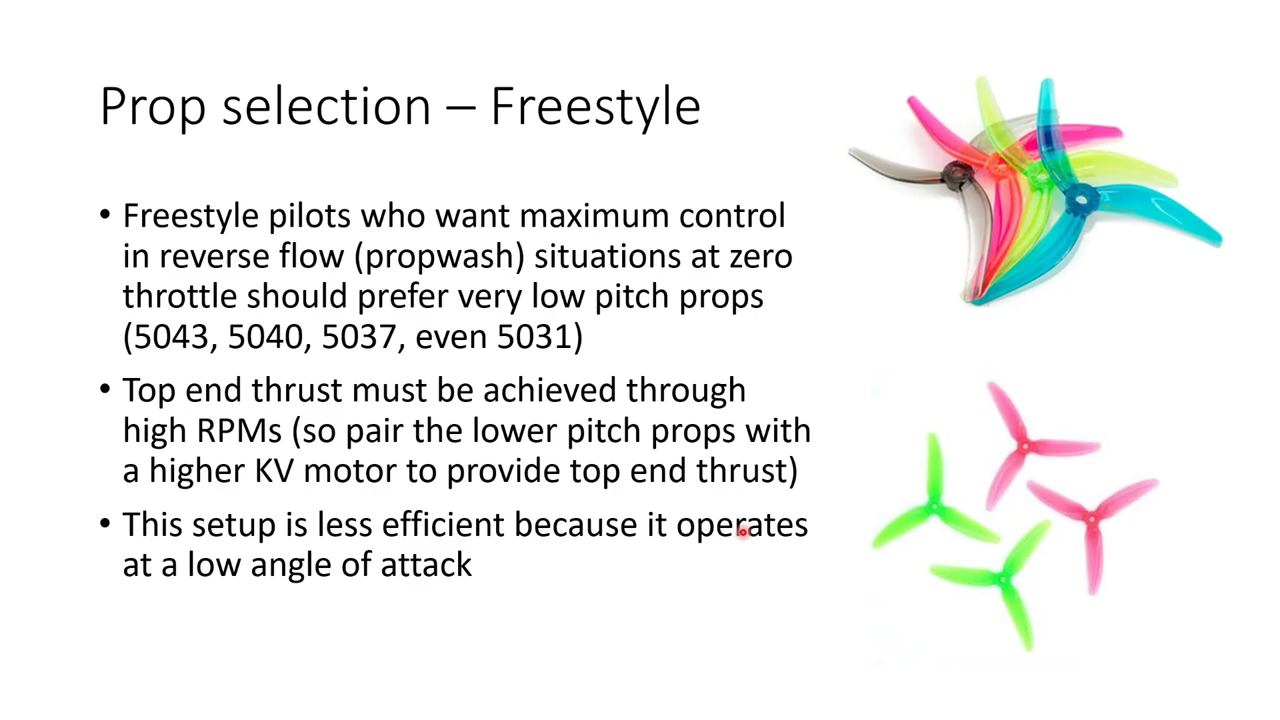 Prop selection – Freestyle
• Freestyle pilots who want maximum control
in reverse flow (propwash) situations at zero
throttle should prefer very low pitch props
(5043, 5040, 5037, even 5031)
• Top end thrust must be achieved through
high RPMs (so pair the lower pitch props with
a higher KV motor to provide top end thrust)
• This setup is less efficient because it operates
at a low angle of attack